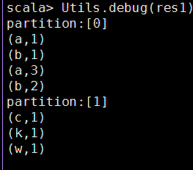 scala> Utils.debug(res1)
partition:[0]
(a,1)
(b,1)
(a,3)
(b,2)
partition:[1]
(c,1)
(k,1)
(w,1)